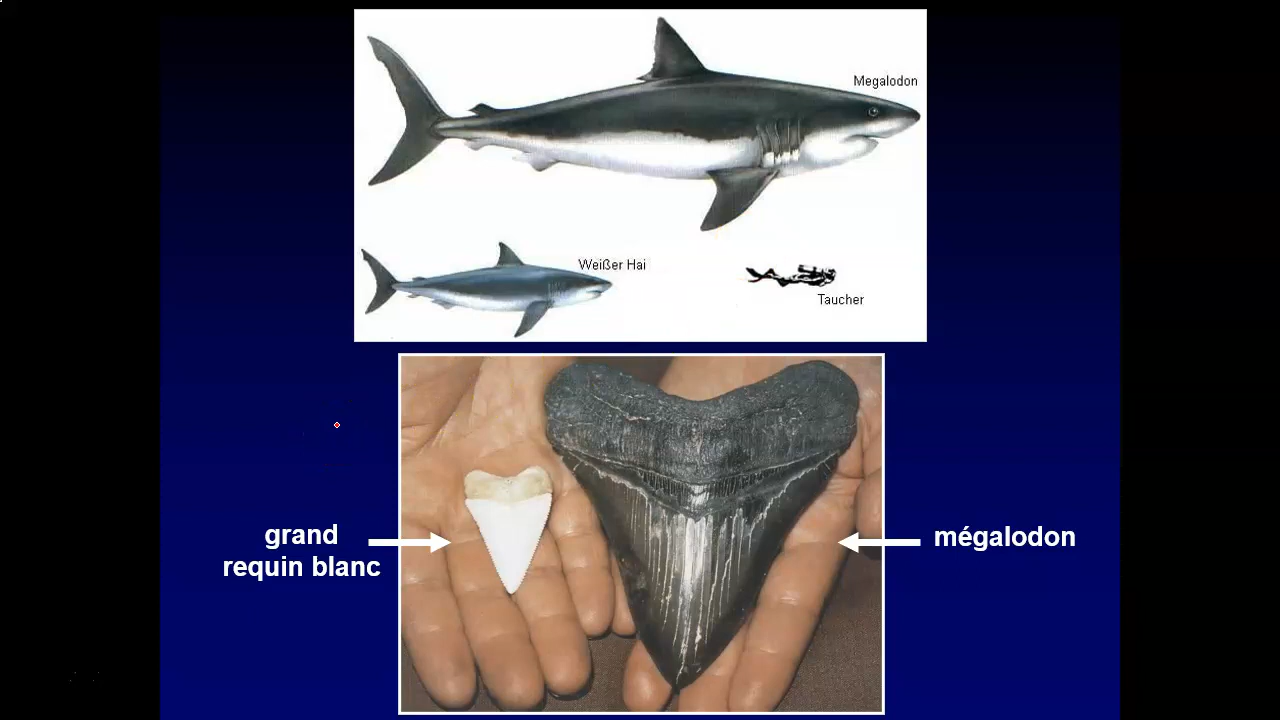 Megalodon
Weißer Hai
Taucher
grand
requin blanc
mégalodon